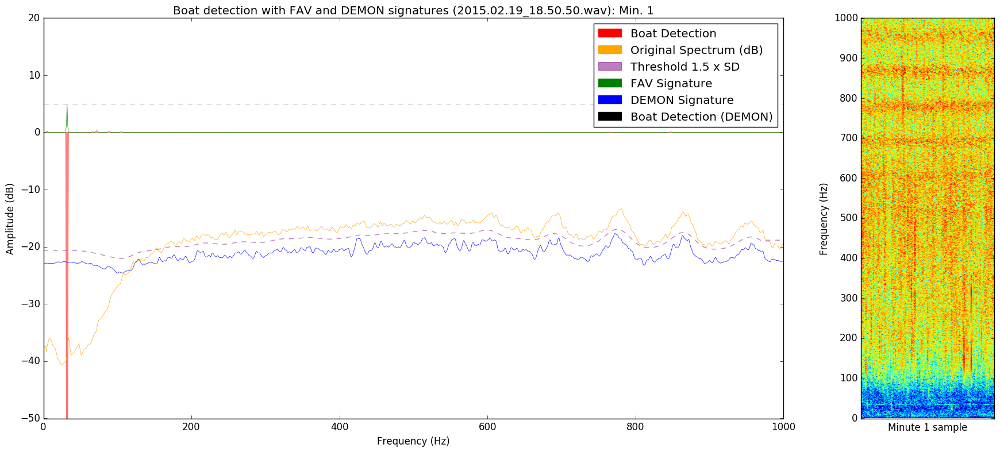 Boat detection with FAV and DEMON signatures (2015.02.19_18.50.50.wav): Min. 1
Boat Detection
Original Spectrum (dB)
Threshold 1.5 x SD
FAV Signature
DEMON Signature
Boat Detection (DEMON)
20
10
0
−10
−20
−30
−40
−50
Amplitude (dB)
0
200
400
600
800
1000
Frequency (Hz)
1000
900
800
700
600
500
400
300
200
100
0
Frequency (Hz)
Minute 1 sample